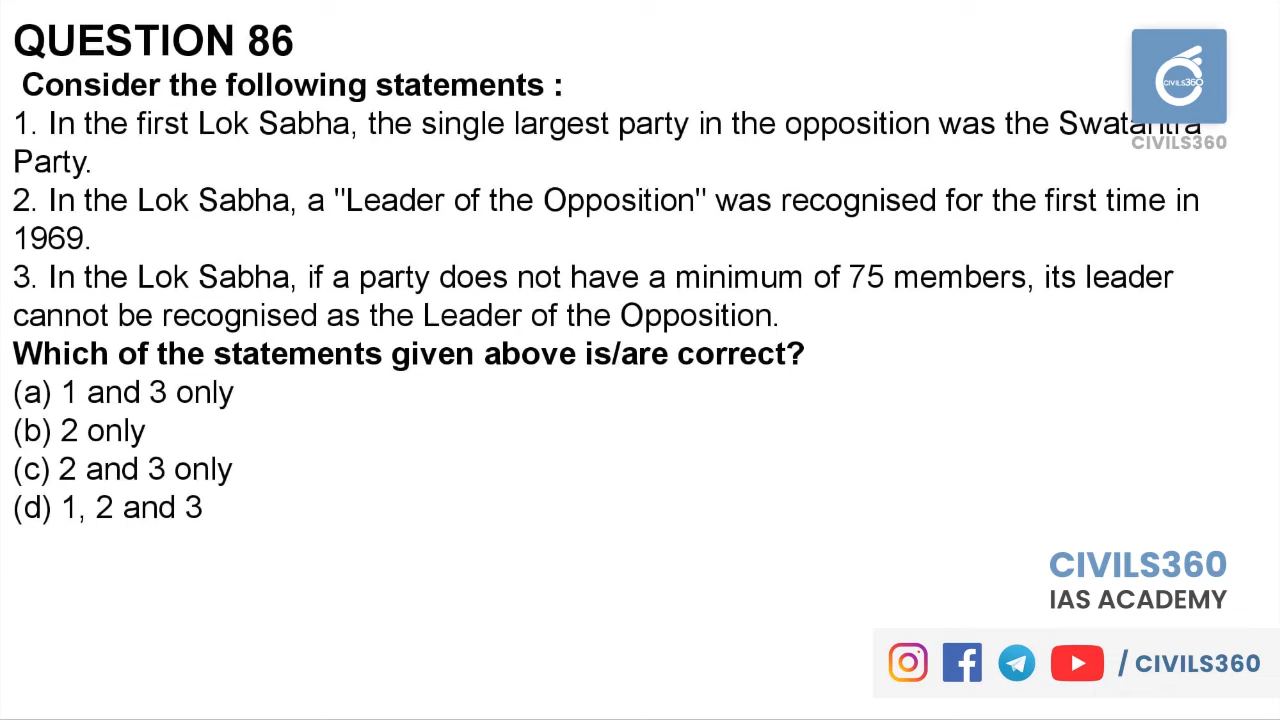 QUESTION 86
Consider the following statements :
1. In the first Lok Sabha, the single largest party in the opposition was the Swatantra
Party.
2. In the Lok Sabha, a "Leader of the Opposition" was recognised for the first time in
1969.
3. In the Lok Sabha, if a party does not have a minimum of 75 members, its leader
cannot be recognised as the Leader of the Opposition.
Which of the statements given above is/are correct?
(a) 1 and 3 only
(b) 2 only
(c) 2 and 3 only
(d) 1, 2 and 3
CIVILS360
CIVILS360
CIVILS360
IAS ACADEMY
/ CIVILS360